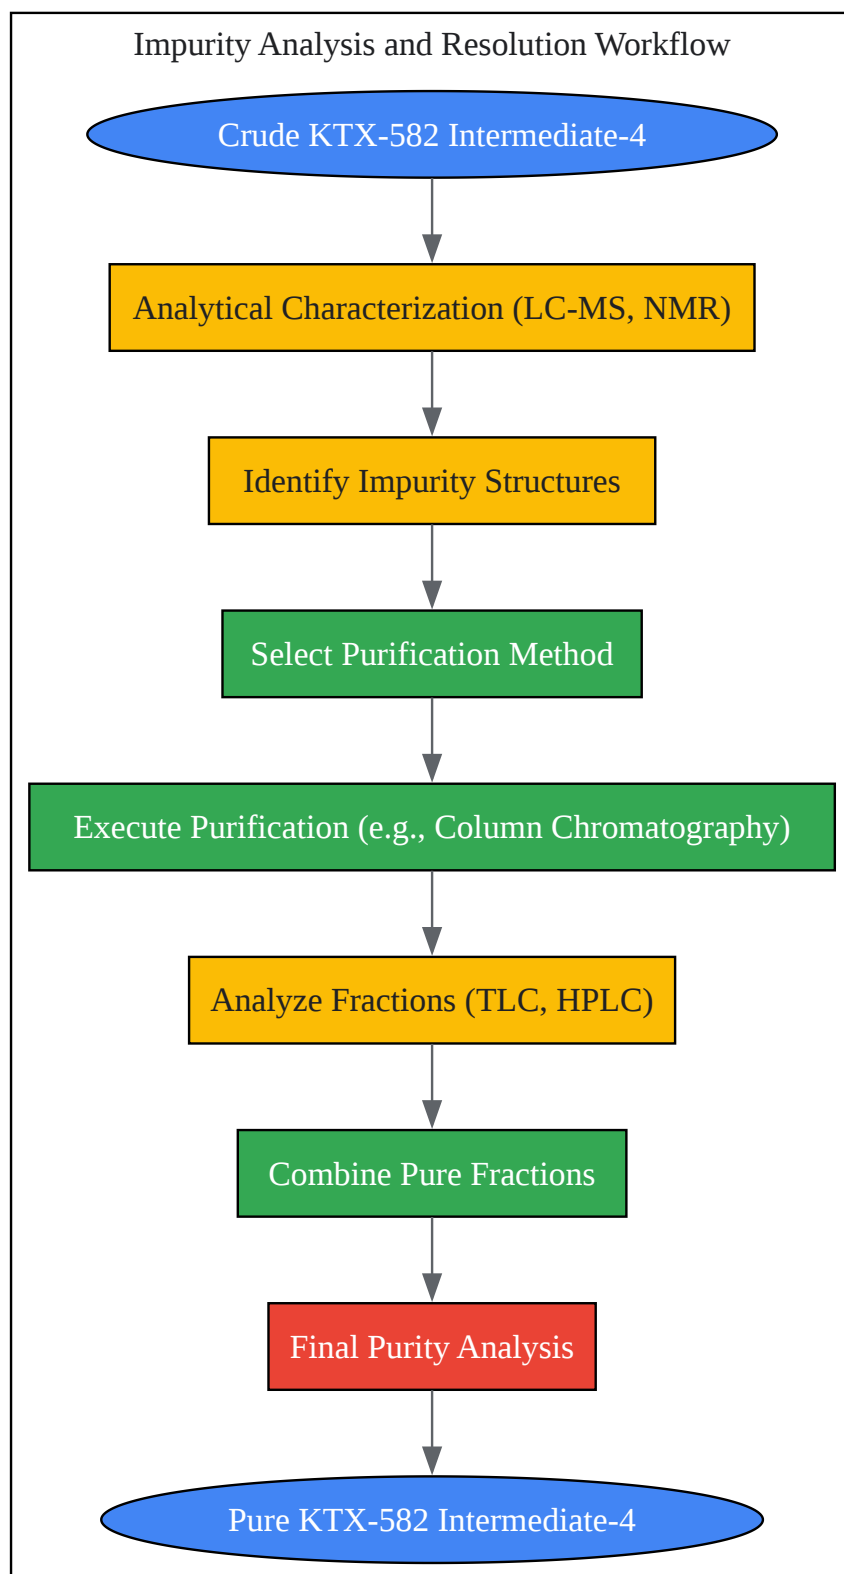 Impurity Analysis and Resolution Workflow
Crude KTX-582 Intermediate-4
Analytical Characterization (LC-MS, NMR)
Identify Impurity Structures
Select Purification Method
Execute Purification (e.g., Column Chromatography)
Analyze Fractions (TLC, HPLC)
Combine Pure Fractions
Final Purity Analysis
Pure KTX-582 Intermediate-4